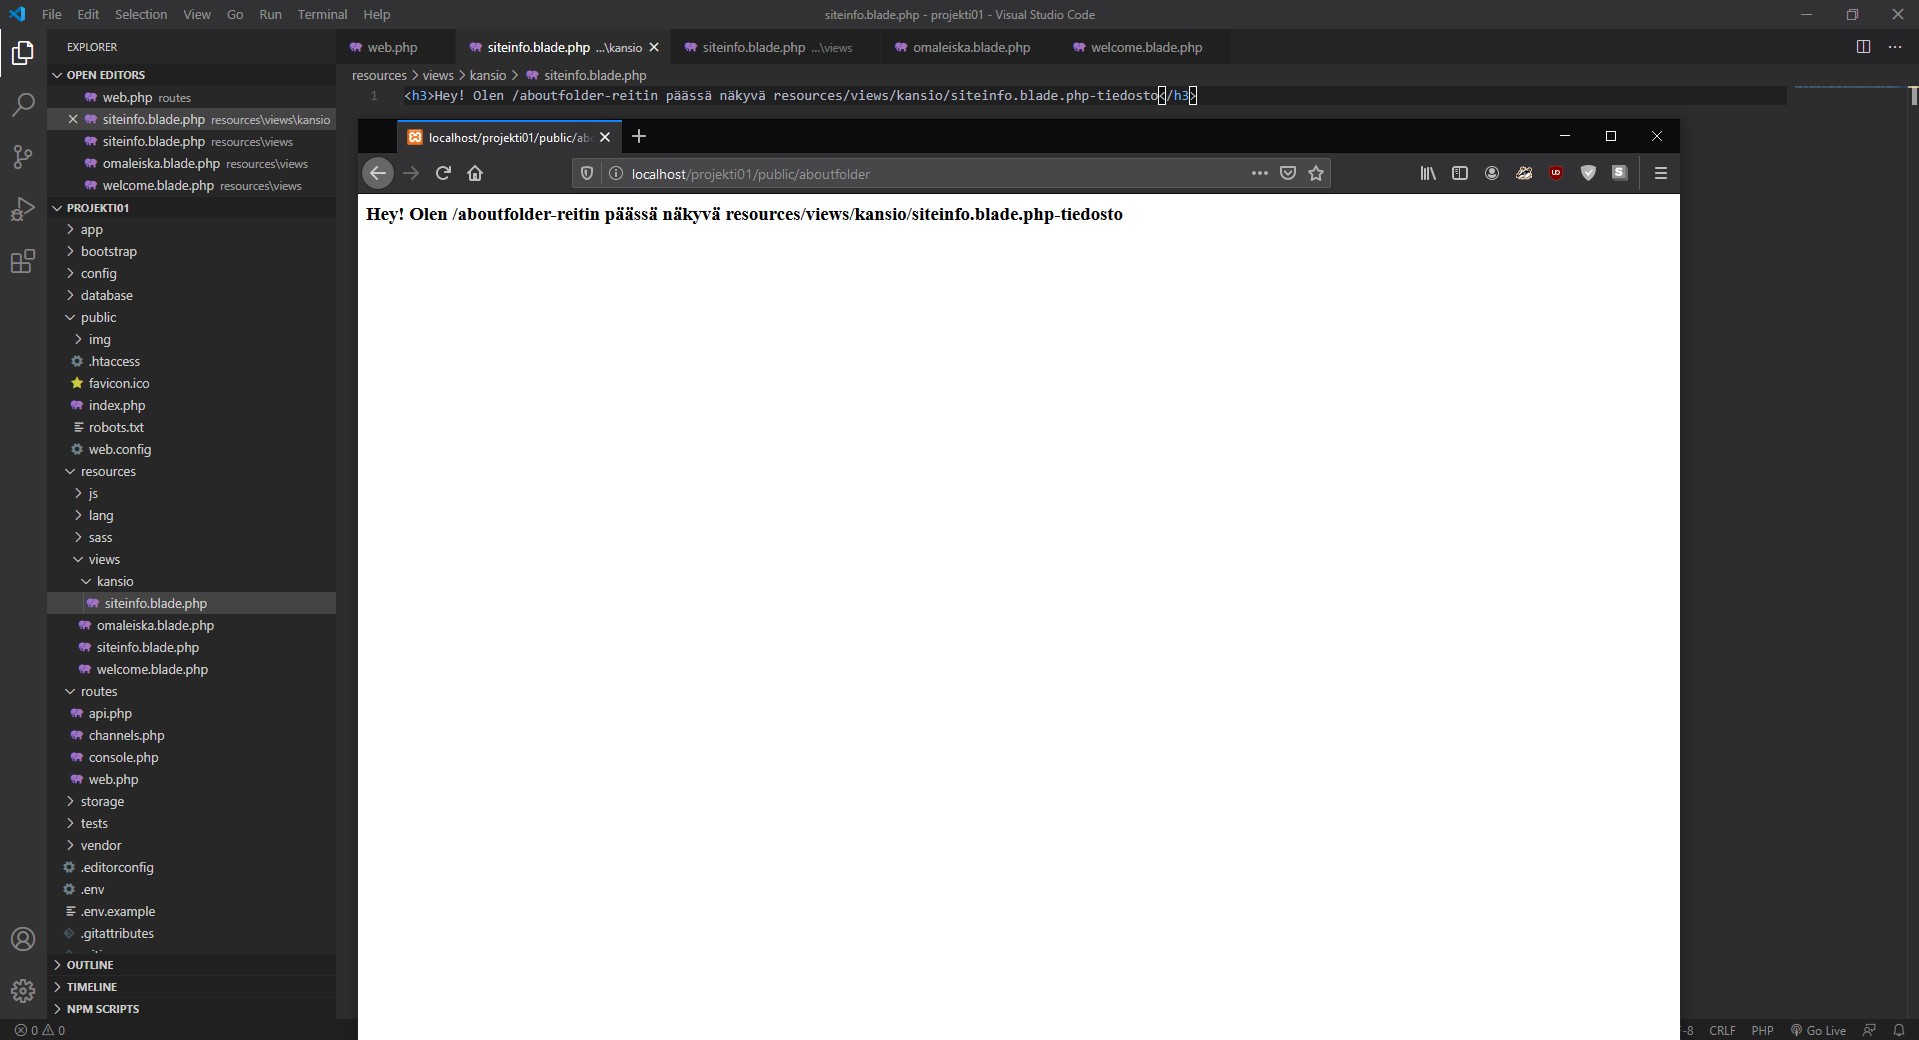 File Edit Selection View Go Run Terminal Help
siteinfo.blade.php - projekti01 - Visual Studio Code
EXPLORER
OPEN EDITORS
web.php routes
siteinfo.blade.php resources\views\kansio
siteinfo.blade.php resources\views
omaleiska.blade.php resources\views
welcome.blade.php resources\views
PROJEKTI01
app
bootstrap
config
database
public
img
.htaccess
favicon.ico
index.php
robots.txt
web.config
resources
js
lang
sass
views
kansio
siteinfo.blade.php
omaleiska.blade.php
siteinfo.blade.php
welcome.blade.php
routes
api.php
channels.php
console.php
web.php
storage
tests
vendor
.editorconfig
.env
.env.example
.gitattributes
OUTLINE
TIMELINE
NPM SCRIPTS
web.php
siteinfo.blade.php ...\kansio
siteinfo.blade.php ...\views
omaleiska.blade.php
welcome.blade.php
resources > views > kansio > siteinfo.blade.php
1 <h3>Hey! Olen /aboutfolder-reitin päässä näkyvä resources/views/kansio/siteinfo.blade.php-tiedosto</h3>
localhost/projekti01/public/ab
localhost/projekti01/public/aboutfolder
Hey! Olen /aboutfolder-reitin päässä näkyvä resources/views/kansio/siteinfo.blade.php-tiedosto
0 0
-8 CRLF PHP Go Live